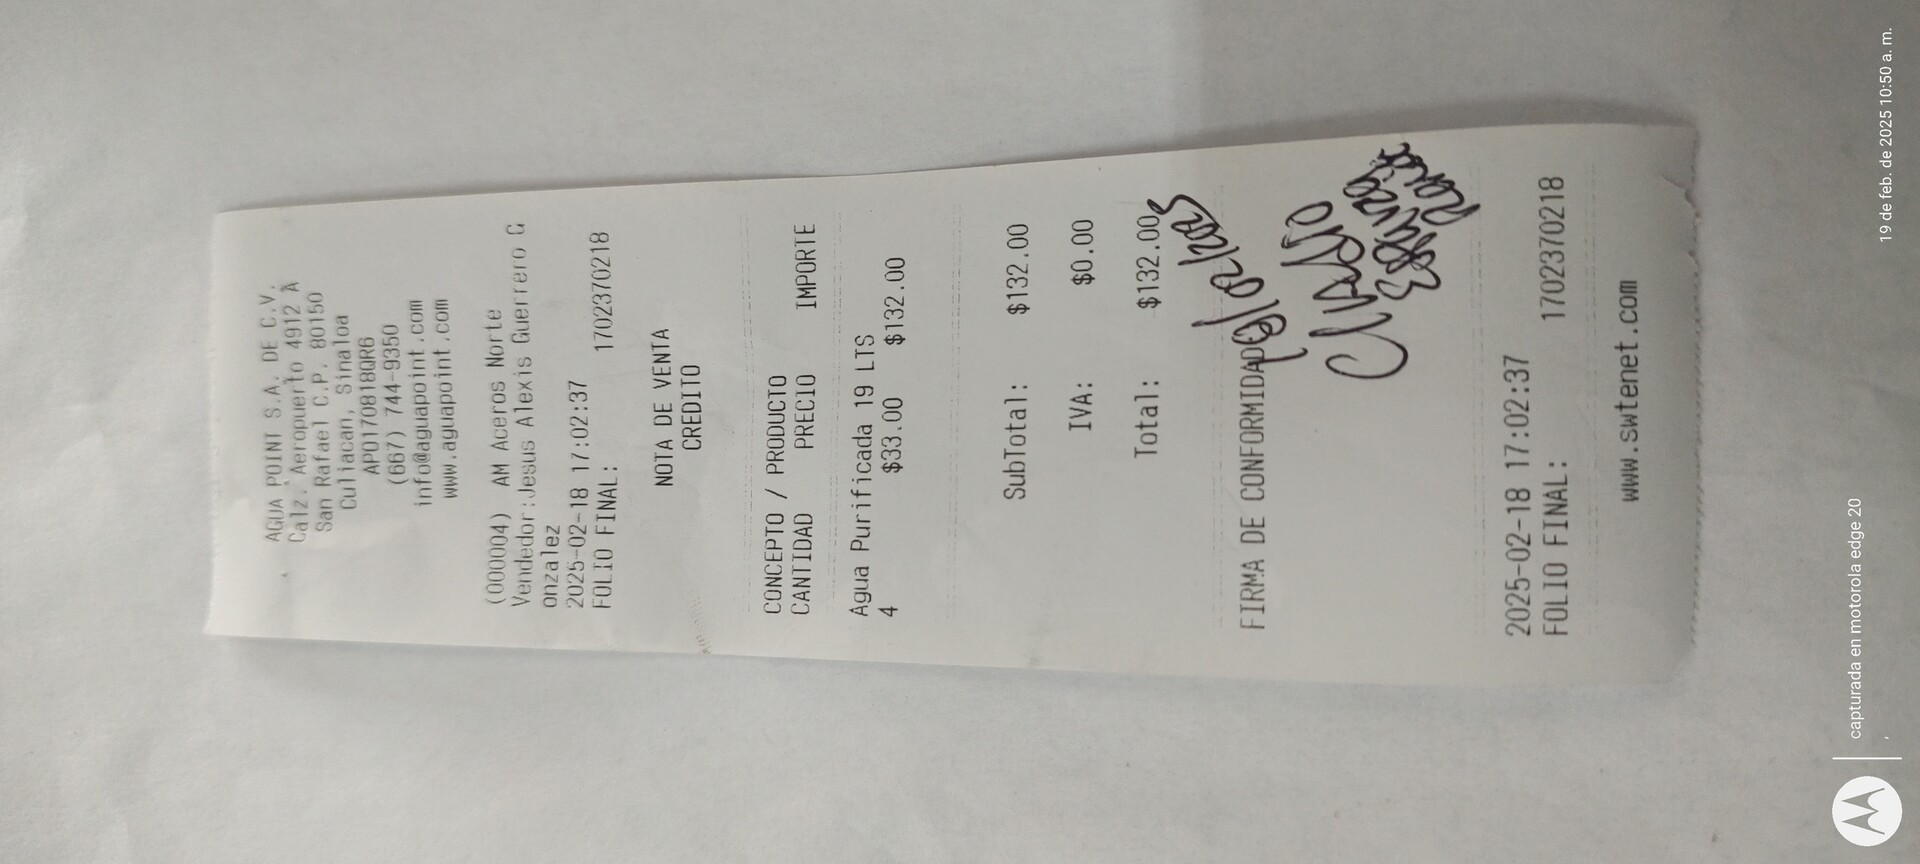 AGUA POINT S.A. DE C.V.
Calz. Aeropuerto 4912 A
San Rafael C.P. 80150
Culiacan, Sinaloa
APO170818QR6
(667) 744-9350
info@aguapoint.com
www.aguapoint.com
(000004) AM Aceros Norte
Vendedor:Jesus Alexis Guerrero G
onzalez
2025-02-18 17:02:37
FOLIO FINAL: 1702370218
NOTA DE VENTA
CREDITO
CONCEPTO / PRODUCTO
CANTIDAD PRECIO IMPORTE
Agua Purificada 19 LTS
4 $33.00 $132.00
SubTotal: $132.00
IVA: $0.00
Total: $132.00
FIRMA DE CONFORMIDAD
Claudio
Esparza
2025-02-18 17:02:37
FOLIO FINAL: 1702370218
www.swtenet.com
capturada en motorola edge 20
19 de feb. de 2025 10:50 a. m.